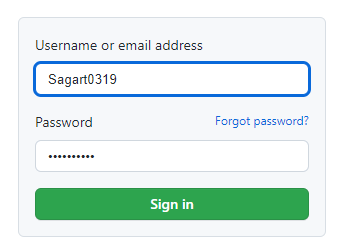 Username or email address
Sagart0319
Password Forgot password?
••••••••••
Sign in